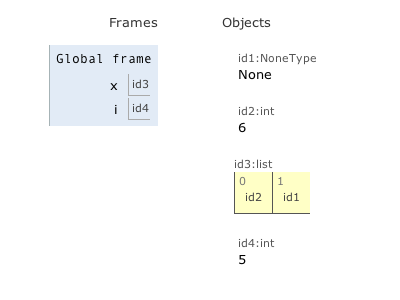 Frames
Objects
Global frame
x id3
i id4
id1:NoneType
None
id2:int
6
id3:list
0 1
id2 id1
id4:int
5